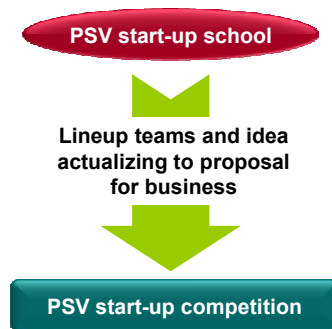 PSV start-up school
Lineup teams and idea
actualizing to proposal
for business
PSV start-up competition